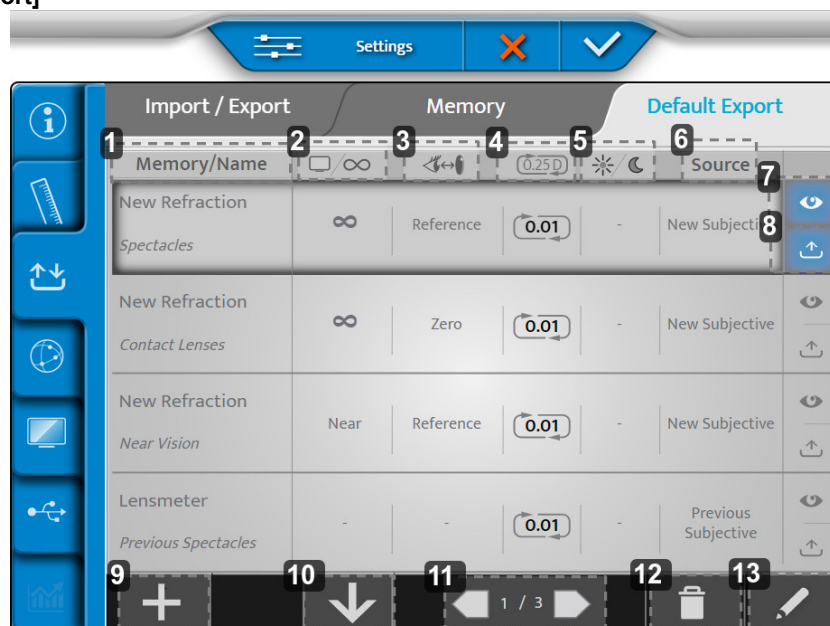 ort]
Settings
Import / Export Memory Default Export
1 2 3 4 5 6
Memory/Name ∞ 0.25 D Source
7
New Refraction
Spectacles
∞ Reference 0.01 - New Subjecti
8
New Refraction
Contact Lenses
∞ Zero 0.01 - New Subjective
New Refraction
Near Vision
Near Reference 0.01 - New Subjective
Lensmeter
Previous Spectacles
- - 0.01 - Previous
Subjective
9 10 11 12 13
1 / 3